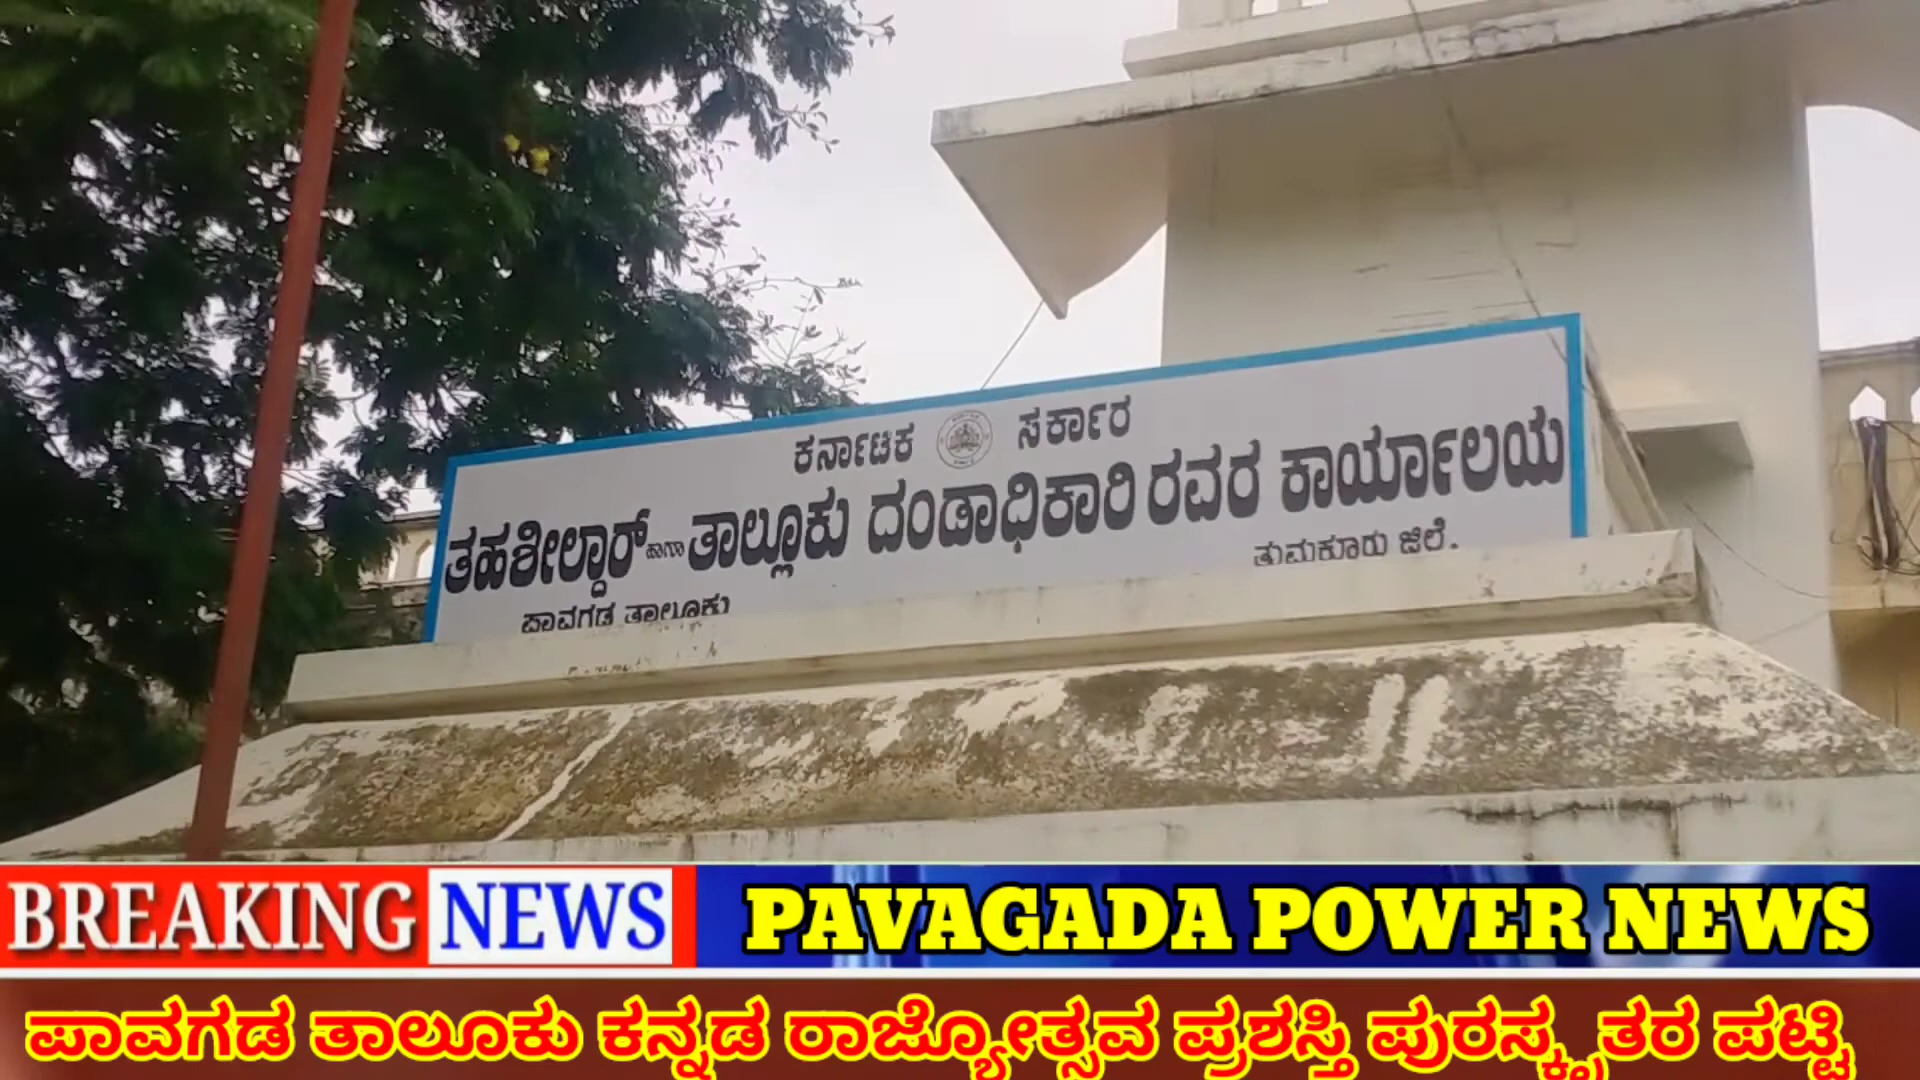 ಕರ್ನಾಟಕ ಸರ್ಕಾರ
ತಹಶೀಲ್ದಾರ್ ಹಾಗೂ ತಾಲ್ಲೂಕು ದಂಡಾಧಿಕಾರಿ ರವರ ಕಾರ್ಯಾಲಯ
ಪಾವಗಡ ತಾಲೂಕು ತುಮಕೂರು ಜಿಲೆ.
BREAKING NEWS PAVAGADA POWER NEWS
ಪಾವಗಡ ತಾಲೂಕು ಕನ್ನಡ ರಾಜ್ಯೋತ್ಸವ ಪ್ರಶಸ್ತಿ ಪುರಸ್ಕೃತರ ಪಟ್ಟಿ